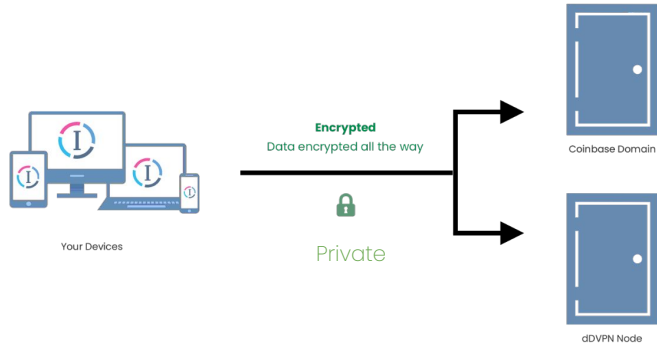 Encrypted
Data encrypted all the way
Private
Your Devices
Coinbase Domain
dDVPN Node
I
I
I
I